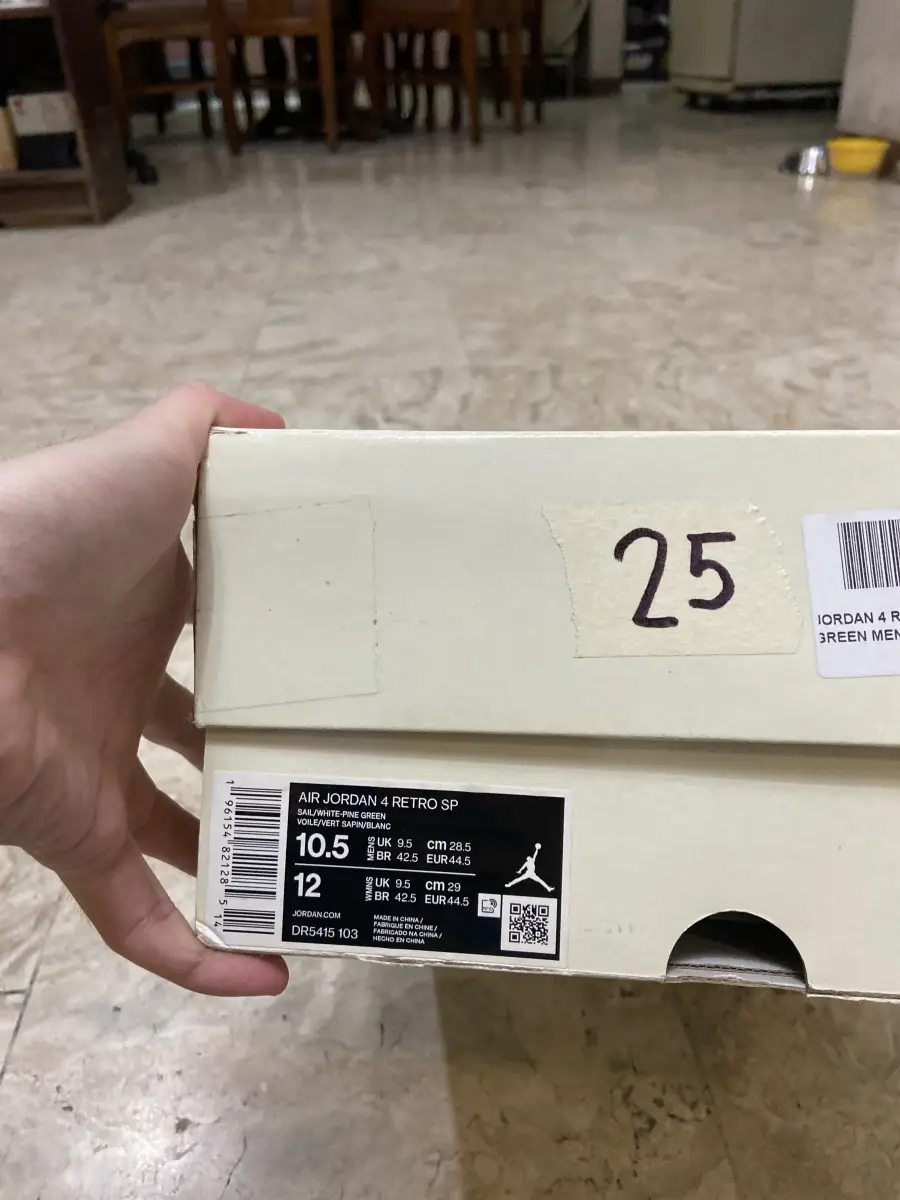 25
JORDAN 4 R
GREEN MEN
1 96154 82128 5 14
AIR JORDAN 4 RETRO SP
SAIL/WHITE-PINE GREEN
VOILE/VERT SAPIN/BLANC
10.5 MENS UK 9.5 cm 28.5
BR 42.5 EUR 44.5
12 WMNS UK 9.5 cm 29
BR 42.5 EUR 44.5
JORDAN.COM
DR5415 103
MADE IN CHINA /
FABRIQUÉ EN CHINE /
FABRICADO NA CHINA /
HECHO EN CHINA